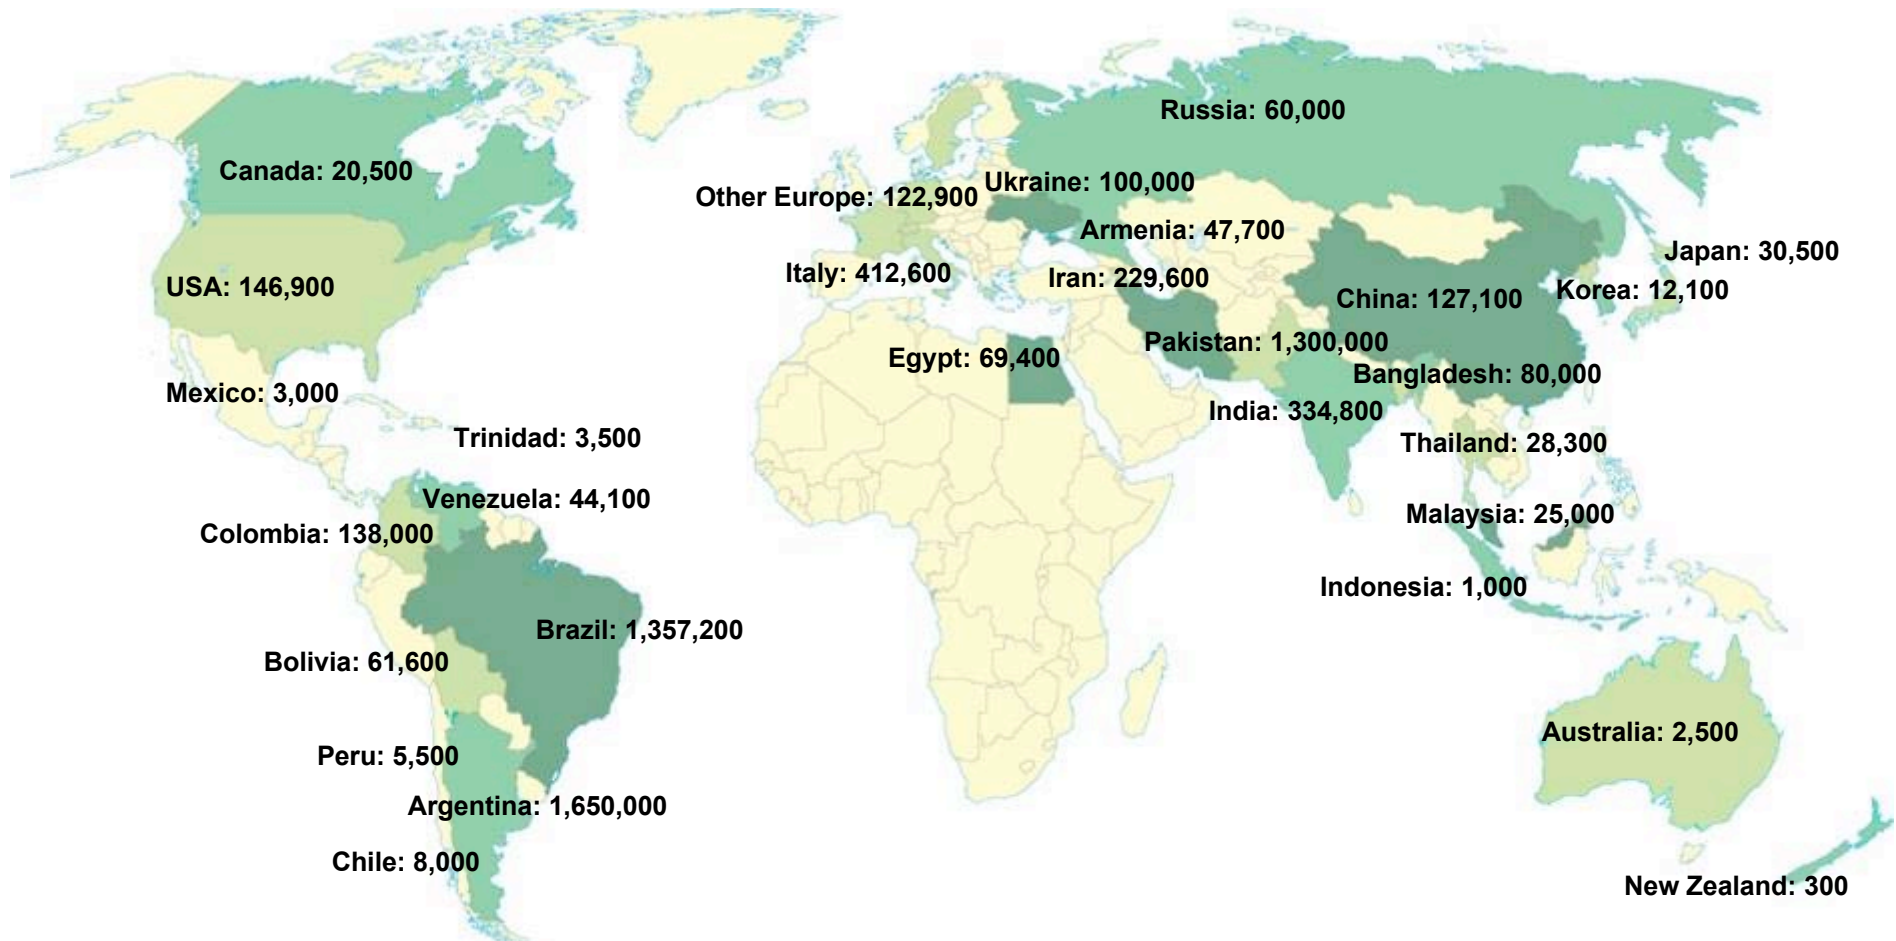 Russia: 60,000
Canada: 20,500
Ukraine: 100,000
Other Europe: 122,900
Armenia: 47,700
Japan: 30,500
Italy: 412,600
Iran: 229,600
USA: 146,900
Korea: 12,100
China: 127,100
Pakistan: 1,300,000
Egypt: 69,400
Bangladesh: 80,000
Mexico: 3,000
India: 334,800
Trinidad: 3,500
Thailand: 28,300
Venezuela: 44,100
Malaysia: 25,000
Colombia: 138,000
Indonesia: 1,000
Brazil: 1,357,200
Bolivia: 61,600
Australia: 2,500
Peru: 5,500
Argentina: 1,650,000
Chile: 8,000
New Zealand: 300